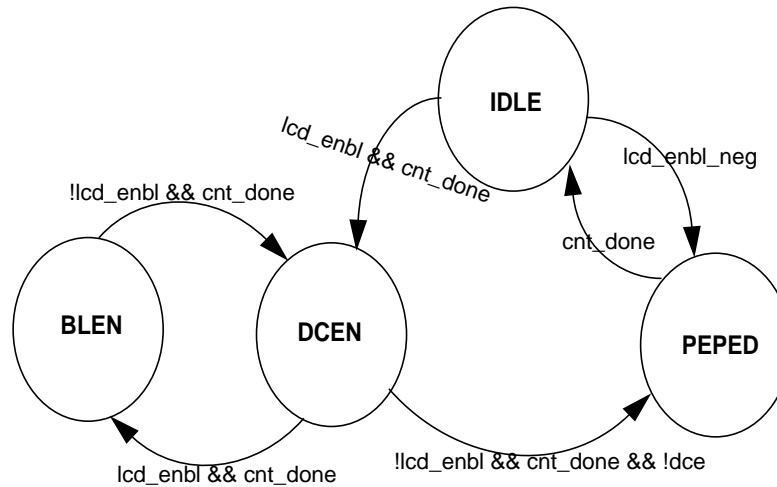 IDLE
lcd_enbl && cnt_done
lcd_enbl_neg
!lcd_enbl && cnt_done
cnt_done
BLEN
DCEN
PEPED
lcd_enbl && cnt_done
!lcd_enbl && cnt_done && !dce